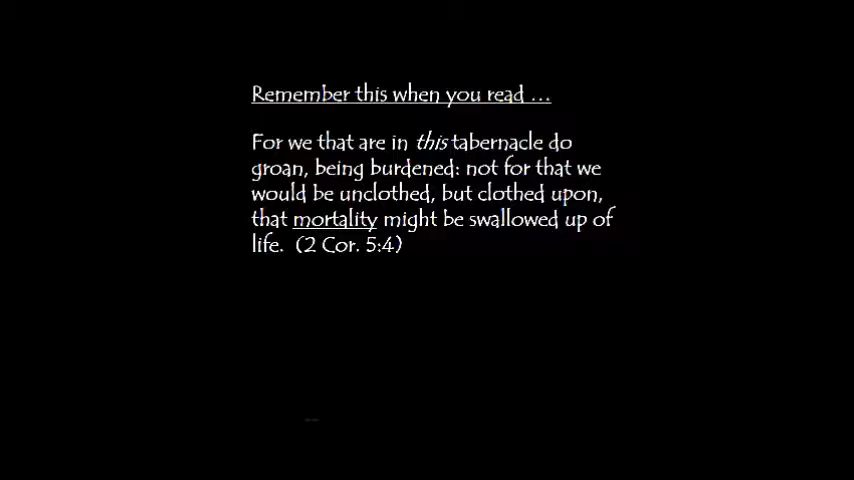 Remember this when you read ...
For we that are in this tabernacle do
groan, being burdened: not for that we
would be unclothed, but clothed upon,
that mortality might be swallowed up of
life. (2 Cor. 5:4)